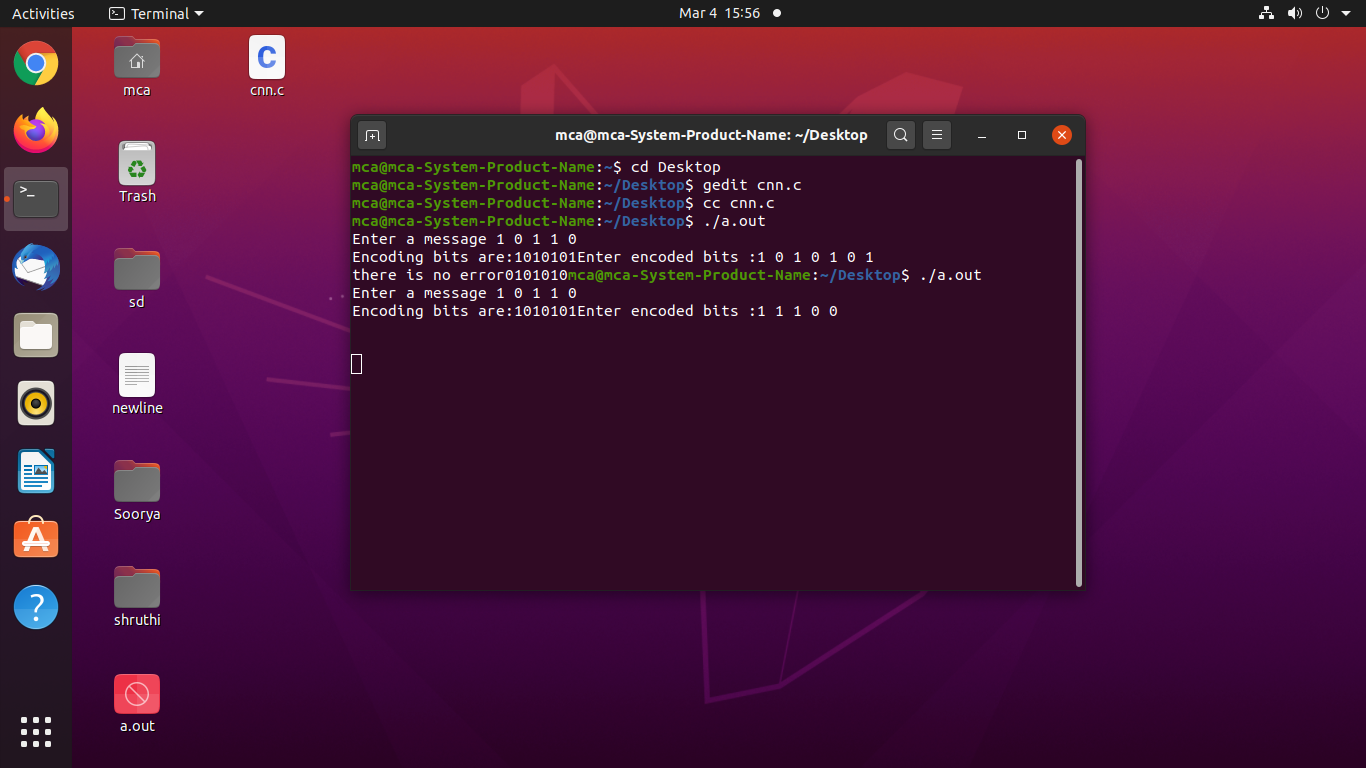 Activities Terminal Mar 4 15:56
mca
cnn.c
Trash
sd
newline
Soorya
shruthi
a.out
mca@mca-System-Product-Name: ~/Desktop
mca@mca-System-Product-Name:~$ cd Desktop
mca@mca-System-Product-Name:~/Desktop$ gedit cnn.c
mca@mca-System-Product-Name:~/Desktop$ cc cnn.c
mca@mca-System-Product-Name:~/Desktop$ ./a.out
Enter a message 1 0 1 1 0
Encoding bits are:1010101Enter encoded bits :1 0 1 0 1 0 1
there is no error0101010mca@mca-System-Product-Name:~/Desktop$ ./a.out
Enter a message 1 0 1 1 0
Encoding bits are:1010101Enter encoded bits :1 1 1 0 0